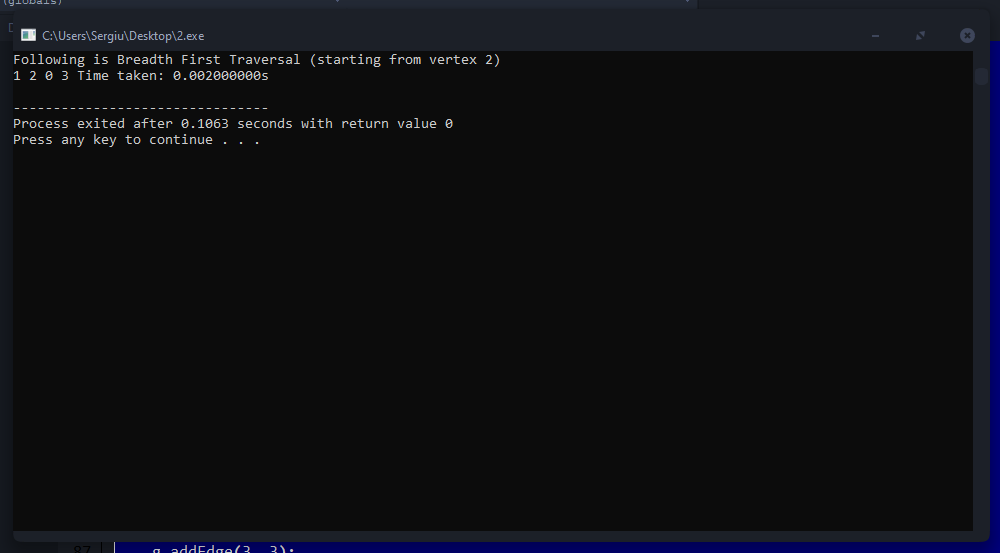 (globals)
C:\Users\Sergiu\Desktop\2.exe
Following is Breadth First Traversal (starting from vertex 2)
1 2 0 3 Time taken: 0.002000000s
--------------------------------
Process exited after 0.1063 seconds with return value 0
Press any key to continue . . .
87 g.addEdge(3, 3);